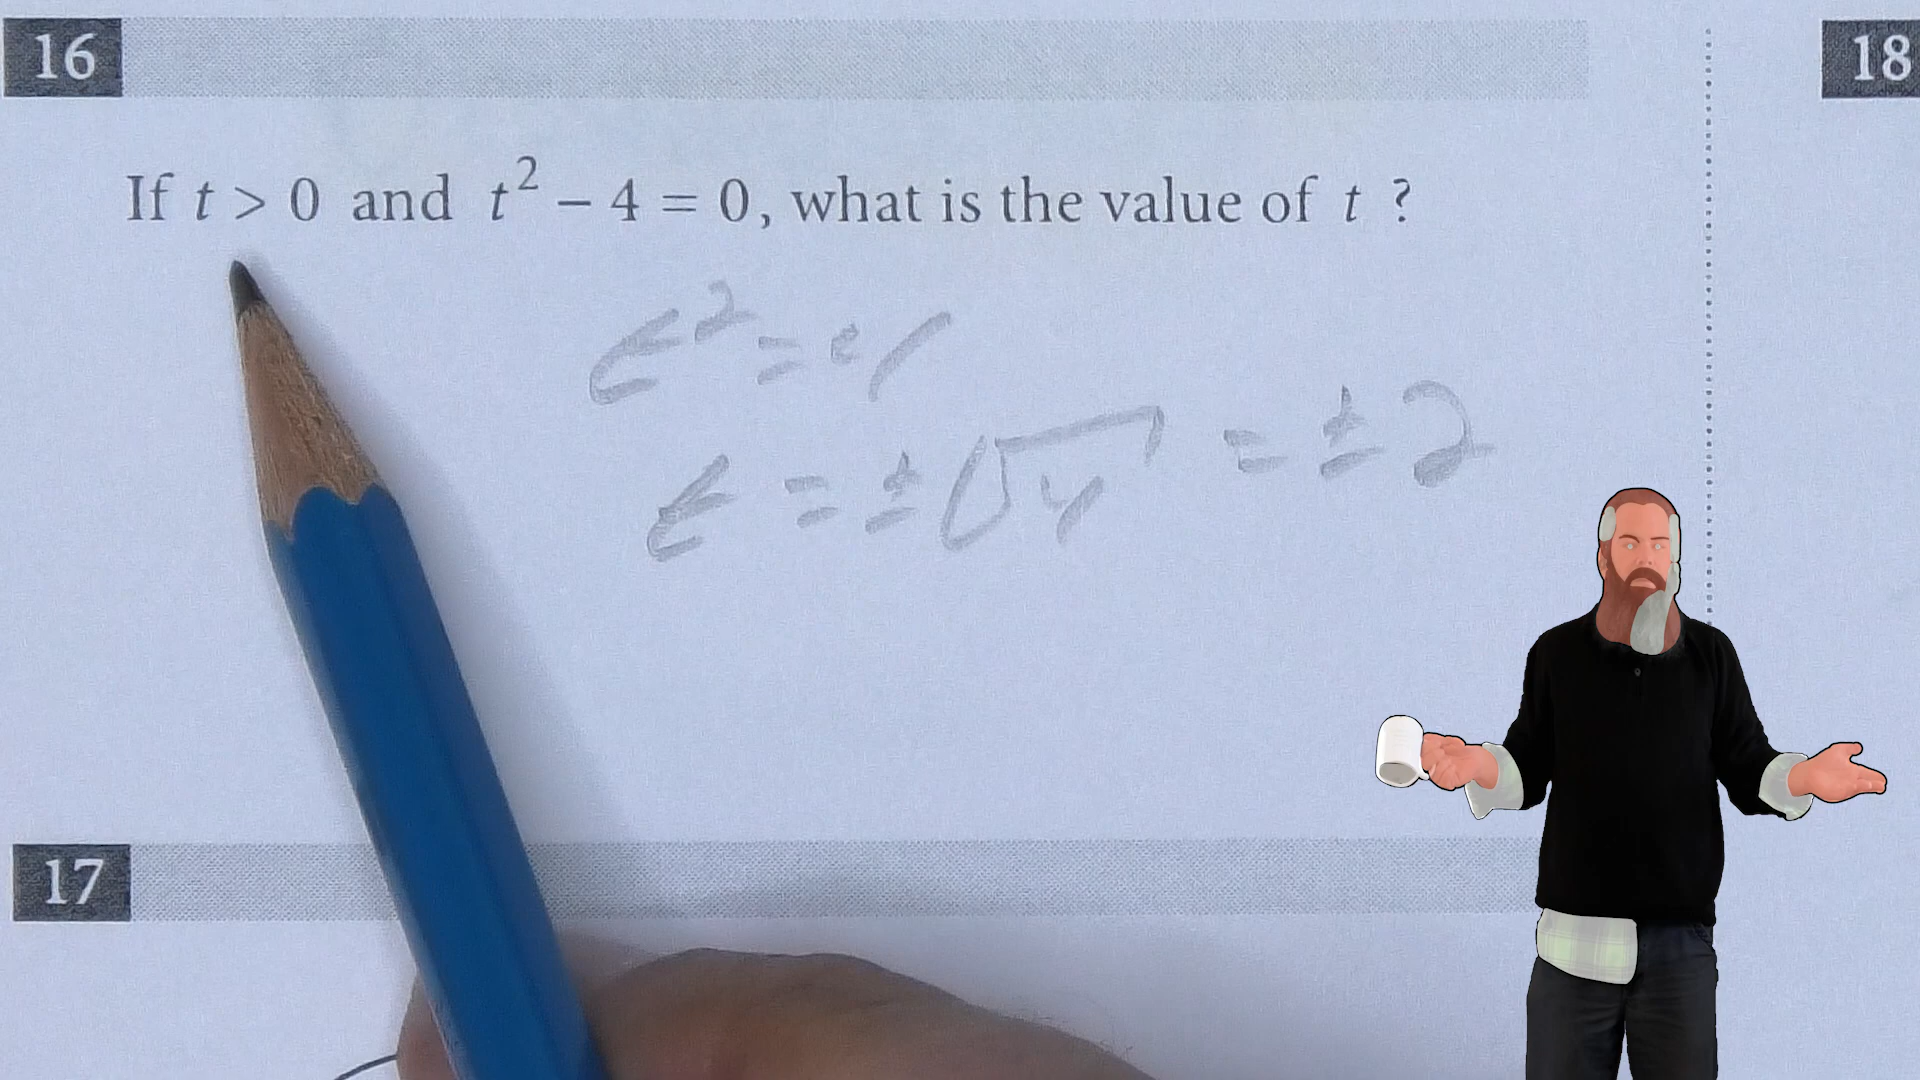 16
If t > 0 and t² – 4 = 0, what is the value of t ?
t² = 4
t = ±√4 = ±2
17
18